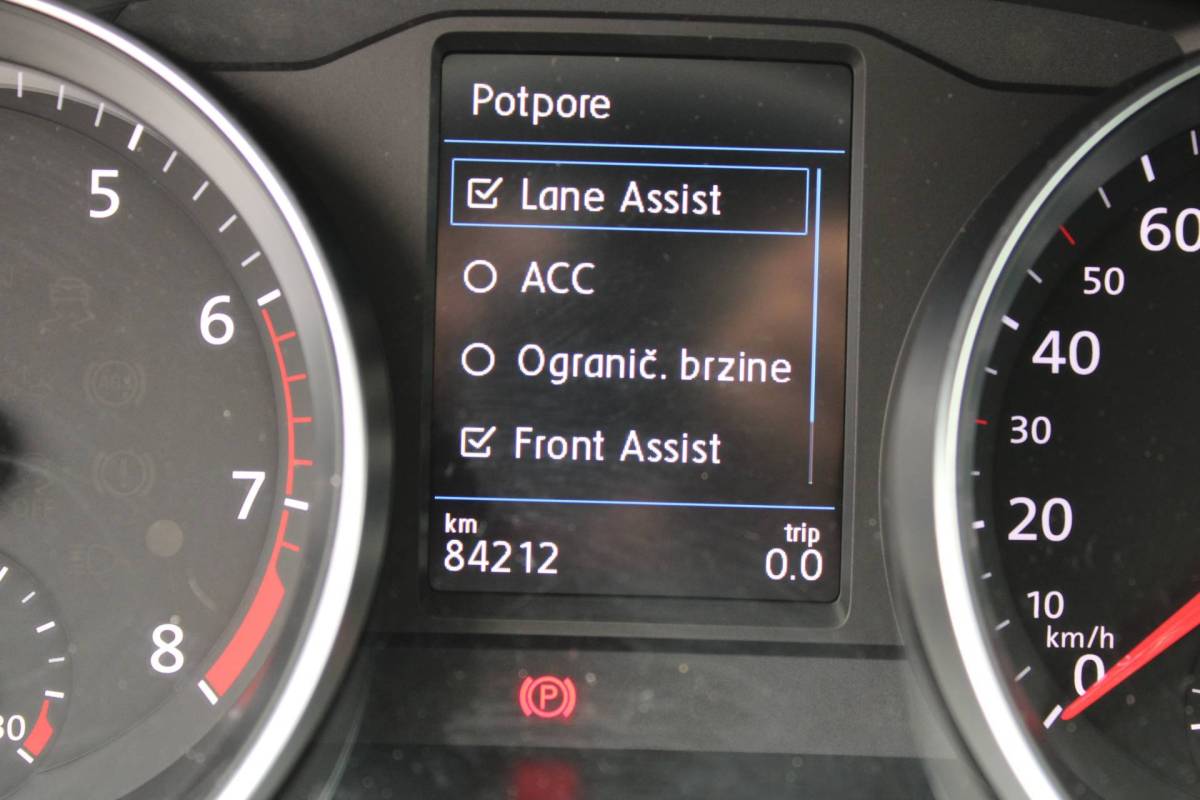 Potpore
Lane Assist
ACC
Ogranič. brzine
Front Assist
km
84212
trip
0.0
5
6
7
8
60
50
40
30
20
10
km/h
0
P